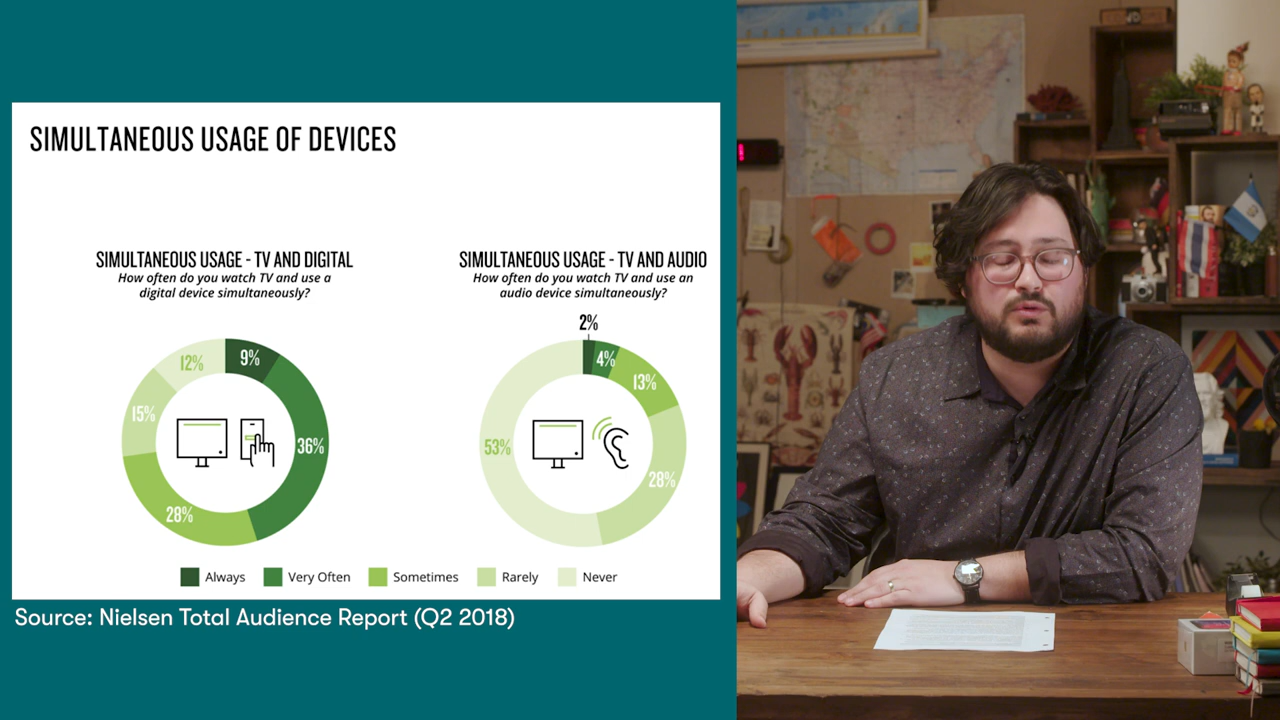 SIMULTANEOUS USAGE OF DEVICES
SIMULTANEOUS USAGE - TV AND DIGITAL
How often do you watch TV and use a
digital device simultaneously?
9%
36%
28%
15%
12%
SIMULTANEOUS USAGE - TV AND AUDIO
How often do you watch TV and use an
audio device simultaneously?
2%
4%
13%
28%
53%
Always
Very Often
Sometimes
Rarely
Never
Source: Nielsen Total Audience Report (Q2 2018)